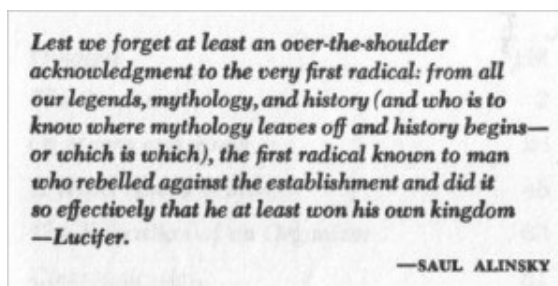 Lest we forget at least an over-the-shoulder
acknowledgment to the very first radical: from all
our legends, mythology, and history (and who is to
know where mythology leaves off and history begins—
or which is which), the first radical known to man
who rebelled against the establishment and did it
so effectively that he at least won his own kingdom
—Lucifer.
—SAUL ALINSKY